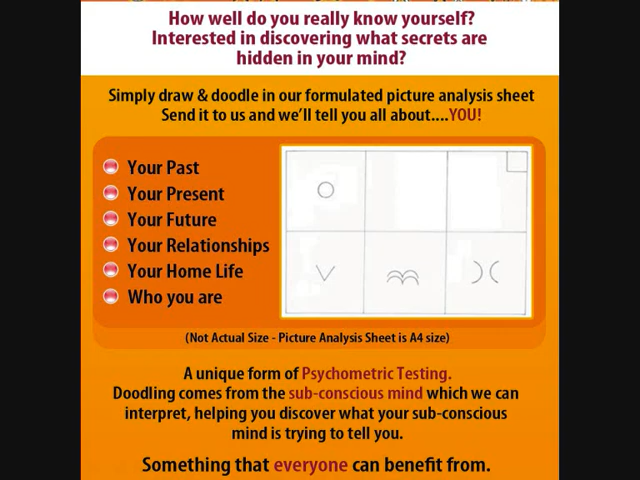 How well do you really know yourself?
Interested in discovering what secrets are
hidden in your mind?
Simply draw & doodle in our formulated picture analysis sheet
Send it to us and we'll tell you all about....YOU!
Your Past
Your Present
Your Future
Your Relationships
Your Home Life
Who you are
(Not Actual Size - Picture Analysis Sheet is A4 size)
A unique form of Psychometric Testing.
Doodling comes from the sub-conscious mind which we can
interpret, helping you discover what your sub-conscious
mind is trying to tell you.
Something that everyone can benefit from.